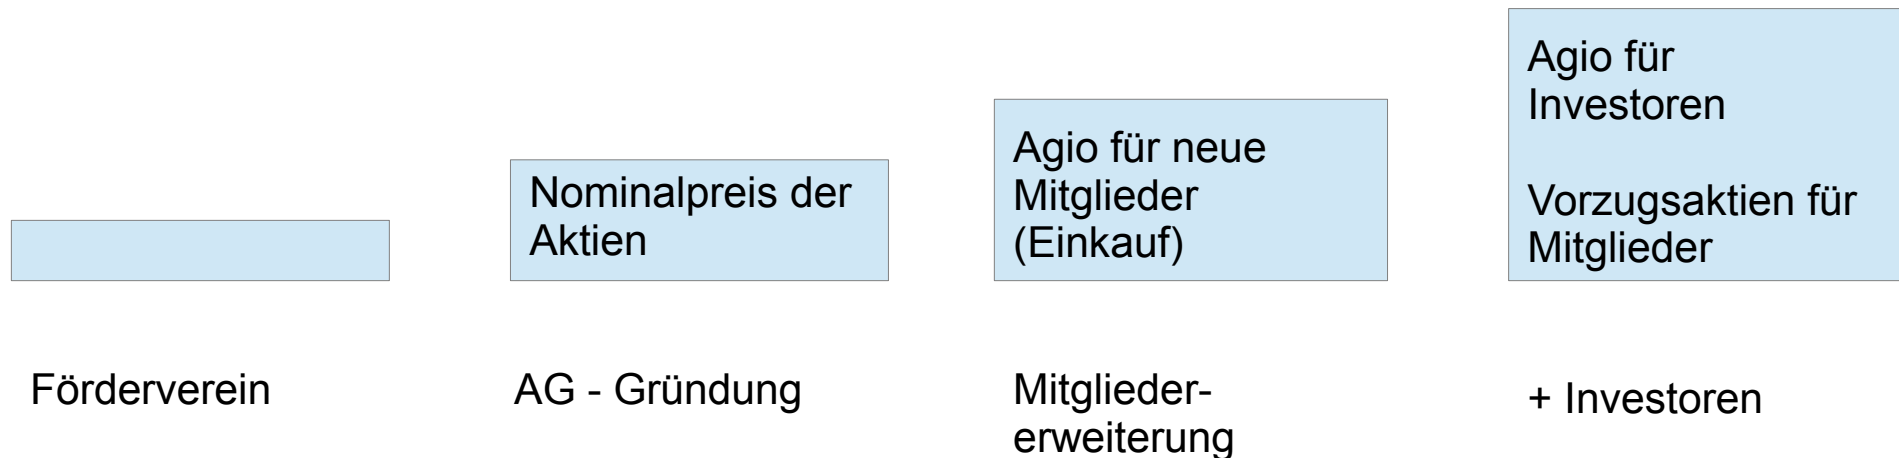 Agio für
Investoren
Vorzugsaktien für
Mitglieder
Agio für neue
Mitglieder
(Einkauf)
Nominalpreis der
Aktien
Förderverein
AG - Gründung
Mitglieder-
erweiterung
+ Investoren